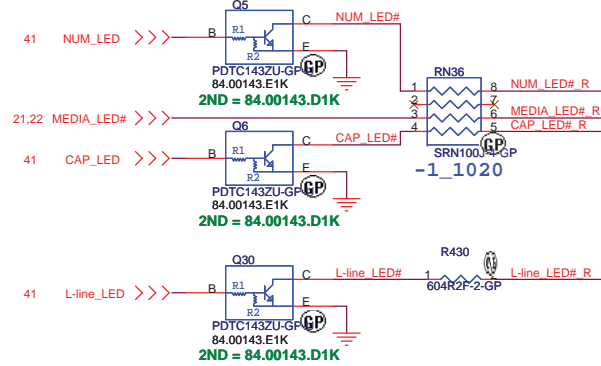 Q5
41 NUM_LED B R1 R2 C NUM_LED#
E GP
PDTC143ZU-GP
84.00143.E1K
2ND = 84.00143.D1K
RN36
1 8 NUM_LED#_R
2 7
21,22 MEDIA_LED# 3 6 MEDIA_LED#_R
4 5 CAP_LED#_R
GP
SRN100J-4-GP
-1_1020
Q6
41 CAP_LED B R1 R2 C CAP_LED#
E GP
PDTC143ZU-GP
84.00143.E1K
2ND = 84.00143.D1K
Q30
41 L-line_LED B R1 R2 C L-line_LED#
E GP
PDTC143ZU-GP
84.00143.E1K
2ND = 84.00143.D1K
R430
1 2 L-line_LED#_R
604R2F-2-GP